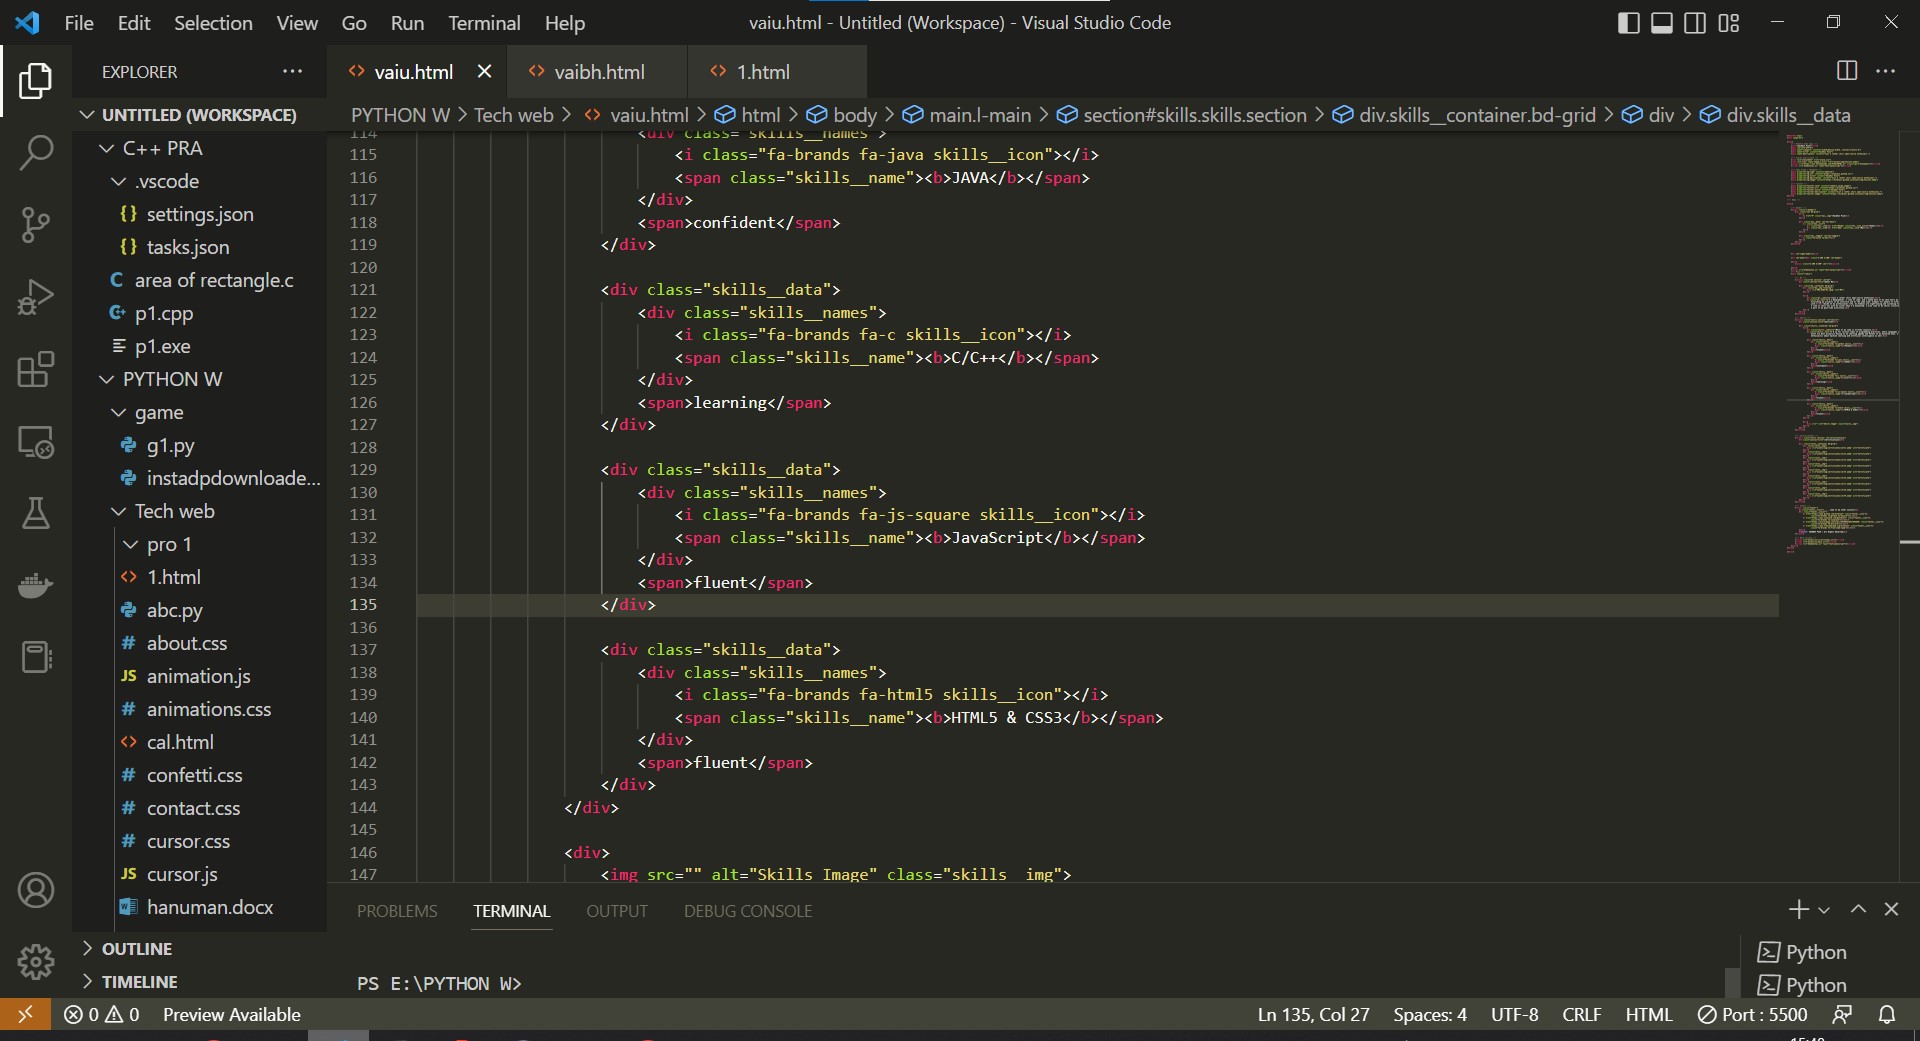 File Edit Selection View Go Run Terminal Help
vaiu.html - Untitled (Workspace) - Visual Studio Code
EXPLORER
vaiu.html
vaibh.html
1.html
UNTITLED (WORKSPACE)
PYTHON W > Tech web > vaiu.html > html > body > main.l-main > section#skills.skills.section > div.skills__container.bd-grid > div > div.skills__data
C++ PRA
.vscode
{} settings.json
{} tasks.json
C area of rectangle.c
p1.cpp
p1.exe
PYTHON W
game
g1.py
instadpdownloade...
Tech web
pro 1
1.html
abc.py
# about.css
JS animation.js
# animations.css
cal.html
# confetti.css
# contact.css
# cursor.css
JS cursor.js
hanuman.docx
OUTLINE
TIMELINE
114 <div class="skills__names">
115 <i class="fa-brands fa-java skills__icon"></i>
116 <span class="skills__name"><b>JAVA</b></span>
117 </div>
118 <span>confident</span>
119 </div>
120
121 <div class="skills__data">
122 <div class="skills__names">
123 <i class="fa-brands fa-c skills__icon"></i>
124 <span class="skills__name"><b>C/C++</b></span>
125 </div>
126 <span>learning</span>
127 </div>
128
129 <div class="skills__data">
130 <div class="skills__names">
131 <i class="fa-brands fa-js-square skills__icon"></i>
132 <span class="skills__name"><b>JavaScript</b></span>
133 </div>
134 <span>fluent</span>
135 </div>
136
137 <div class="skills__data">
138 <div class="skills__names">
139 <i class="fa-brands fa-html5 skills__icon"></i>
140 <span class="skills__name"><b>HTML5 & CSS3</b></span>
141 </div>
142 <span>fluent</span>
143 </div>
144 </div>
145
146 <div>
147 <img src="" alt="Skills Image" class="skills__img">
PROBLEMS TERMINAL OUTPUT DEBUG CONSOLE
PS E:\PYTHON W>
Python
Python
0 0 Preview Available
Ln 135, Col 27 Spaces: 4 UTF-8 CRLF HTML Port : 5500